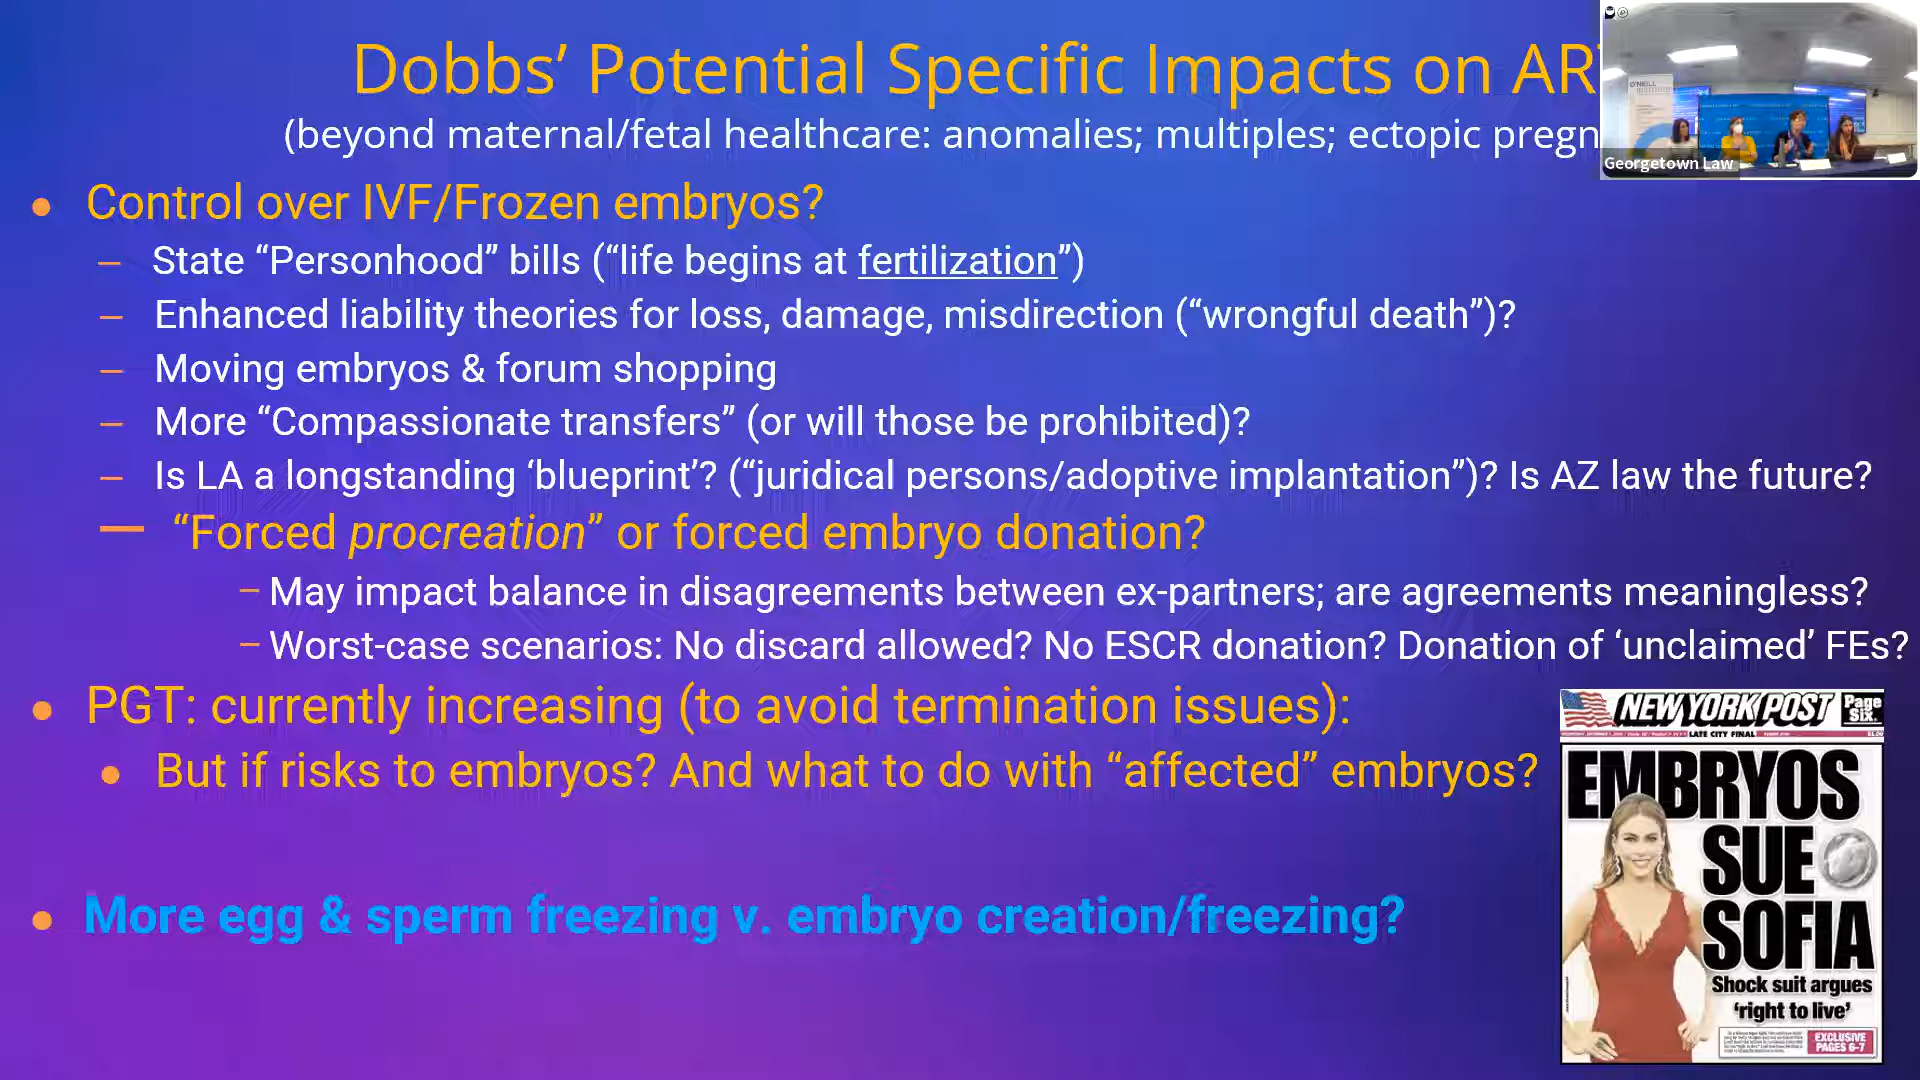 Dobbs’ Potential Specific Impacts on AR
(beyond maternal/fetal healthcare: anomalies; multiples; ectopic pregn
O'NEILL
Georgetown Law
Control over IVF/Frozen embryos?
– State “Personhood” bills (“life begins at fertilization”)
– Enhanced liability theories for loss, damage, misdirection (“wrongful death”)?
– Moving embryos & forum shopping
– More “Compassionate transfers” (or will those be prohibited)?
– Is LA a longstanding ‘blueprint’? (“juridical persons/adoptive implantation”)? Is AZ law the future?
— “Forced procreation” or forced embryo donation?
– May impact balance in disagreements between ex-partners; are agreements meaningless?
– Worst-case scenarios: No discard allowed? No ESCR donation? Donation of ‘unclaimed’ FEs?
PGT: currently increasing (to avoid termination issues):
But if risks to embryos? And what to do with “affected” embryos?
More egg & sperm freezing v. embryo creation/freezing?
NEW YORK POST
Page Six.
LATE CITY FINAL
EMBRYOS
SUE
SOFIA
Shock suit argues
‘right to live’
EXCLUSIVE
PAGES 6-7